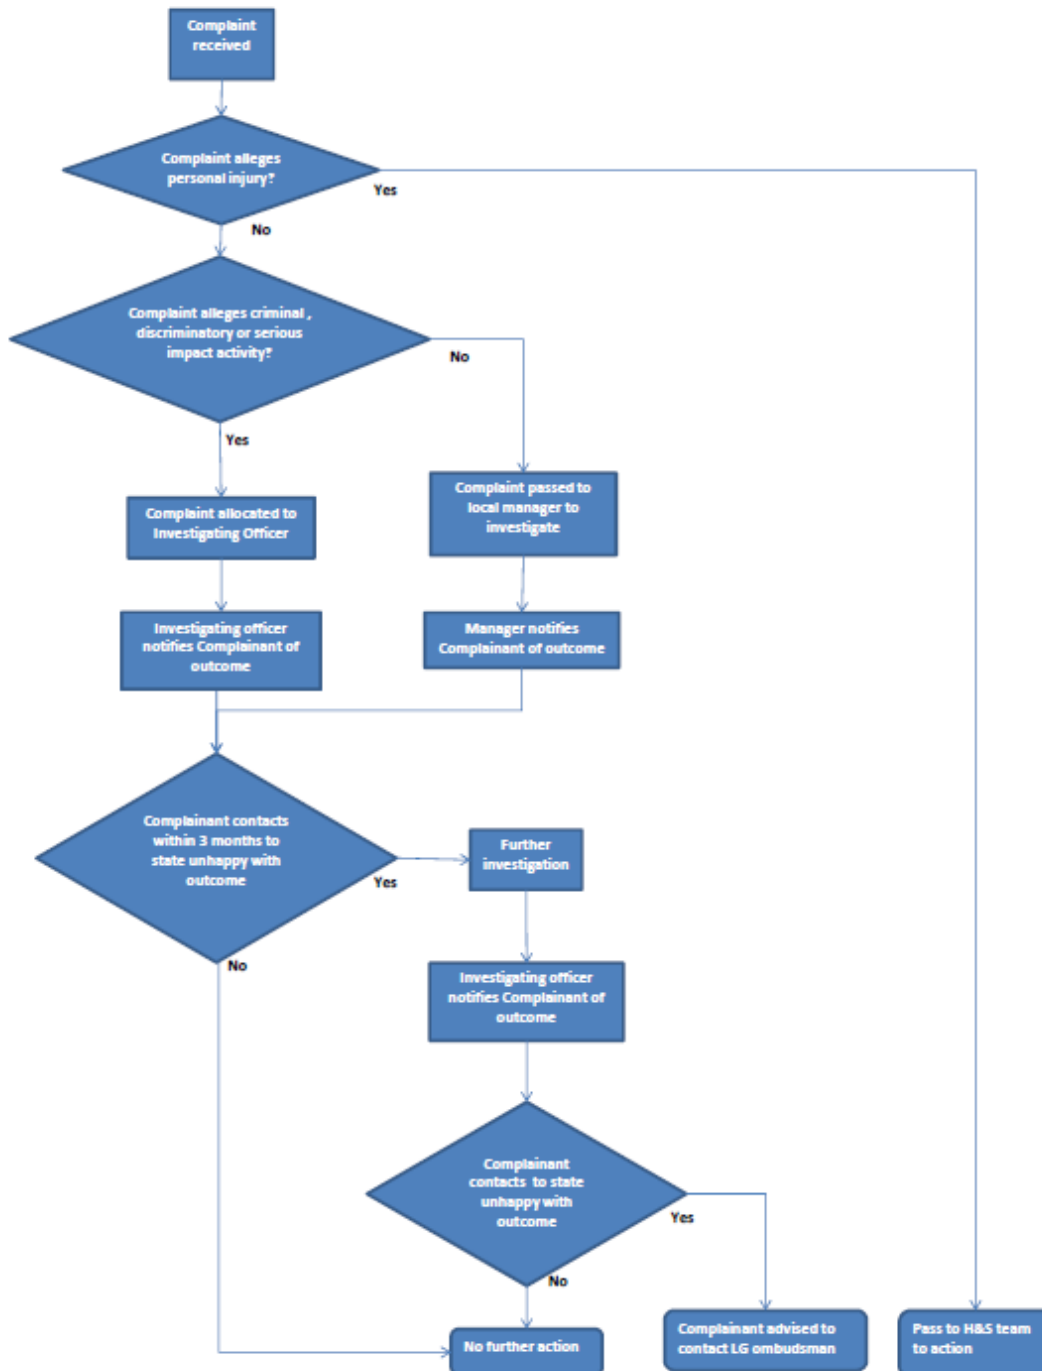 Complaint
received
Complaint alleges
personal injury?
Yes
No
Complaint alleges criminal ,
discriminatory or serious
impact activity?
No
Yes
Complaint passed to
local manager to
investigate
Complaint allocated to
Investigating Officer
Investigating officer
notifies Complainant of
outcome
Manager notifies
Complainant of outcome
Complainant contacts
within 3 months to
state unhappy with
outcome
Yes
Further
investigation
No
Investigating officer
notifies Complainant of
outcome
Complainant
contacts to state
unhappy with
outcome
Yes
No
No further action
Complainant advised to
contact LG ombudsman
Pass to H&S team
to action